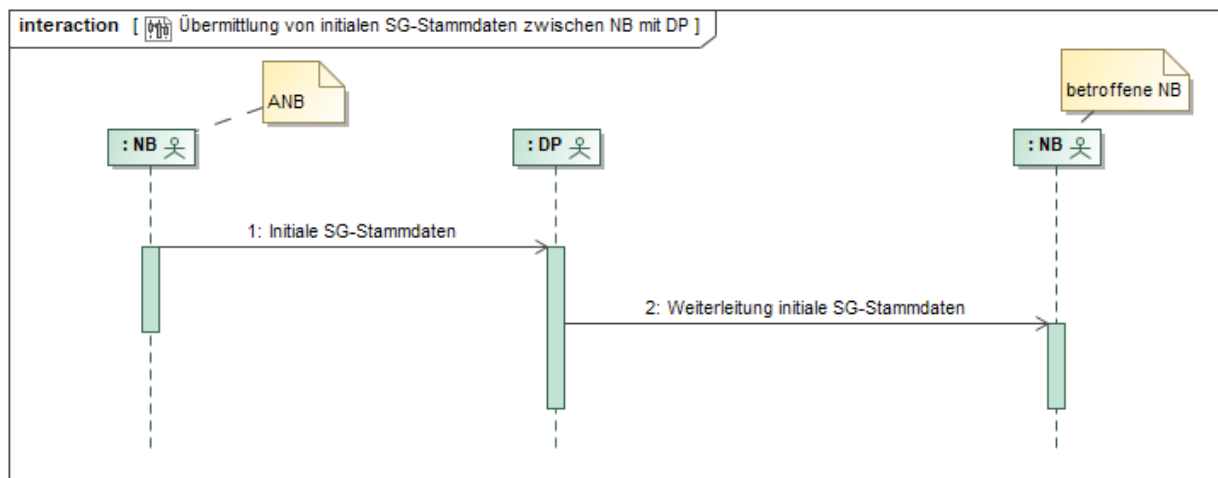 interaction [ Übermittlung von initialen SG-Stammdaten zwischen NB mit DP ]
ANB
betroffene NB
: NB
: DP
: NB
1: Initiale SG-Stammdaten
2: Weiterleitung initiale SG-Stammdaten